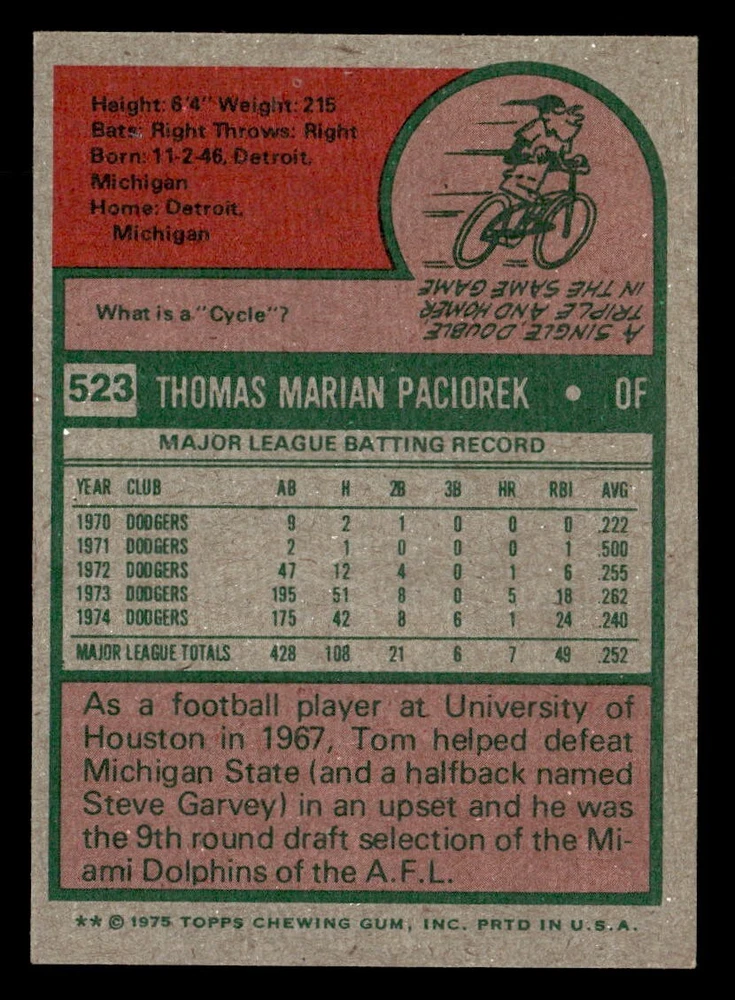 Height: 6'4" Weight: 215
Bats: Right Throws: Right
Born: 11-2-46, Detroit,
Michigan
Home: Detroit,
Michigan
What is a "Cycle"?
A SINGLE, DOUBLE
TRIPLE AND HOMER
IN THE SAME GAME
523 THOMAS MARIAN PACIOREK • OF
MAJOR LEAGUE BATTING RECORD
YEAR CLUB AB H 2B 3B HR RBI AVG
1970 DODGERS 9 2 1 0 0 0 .222
1971 DODGERS 2 1 0 0 0 1 .500
1972 DODGERS 47 12 4 0 1 6 .255
1973 DODGERS 195 51 8 0 5 18 .262
1974 DODGERS 175 42 8 6 1 24 .240
MAJOR LEAGUE TOTALS 428 108 21 6 7 49 .252
As a football player at University of
Houston in 1967, Tom helped defeat
Michigan State (and a halfback named
Steve Garvey) in an upset and he was
the 9th round draft selection of the Mi-
ami Dolphins of the A.F.L.
** © 1975 TOPPS CHEWING GUM, INC. PRTD IN U.S.A.